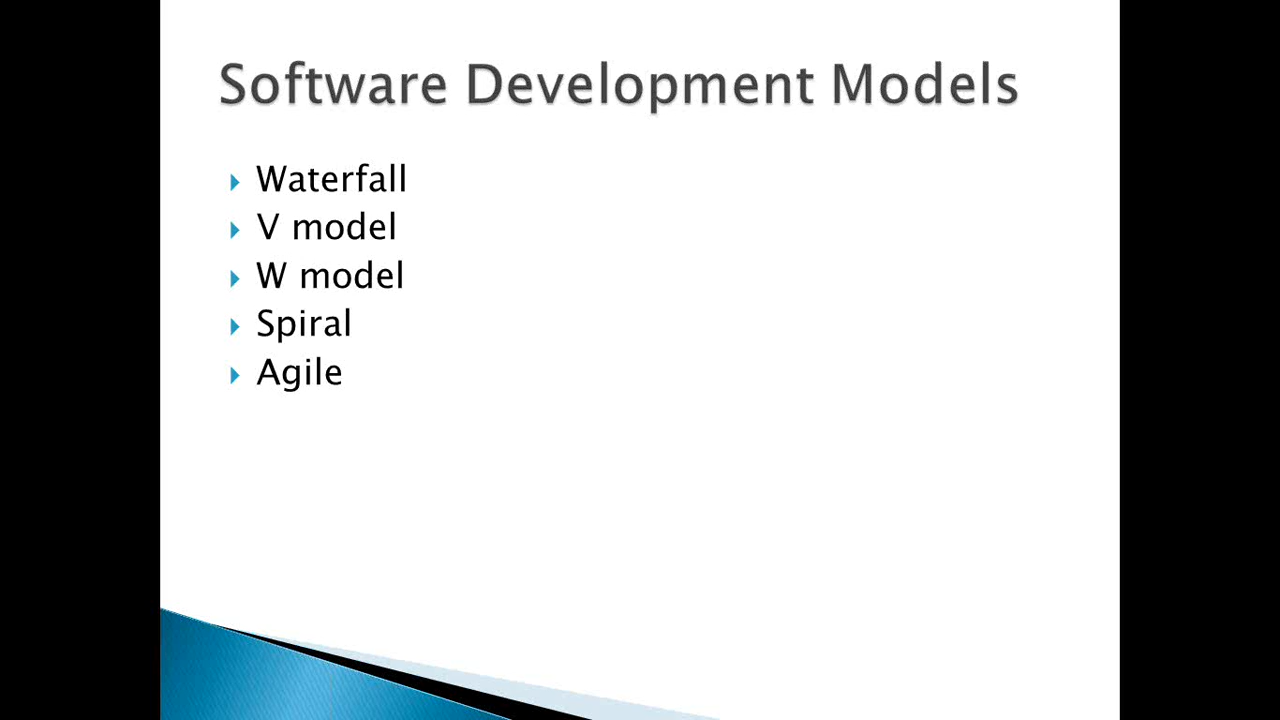 Software Development Models
Waterfall
V model
W model
Spiral
Agile